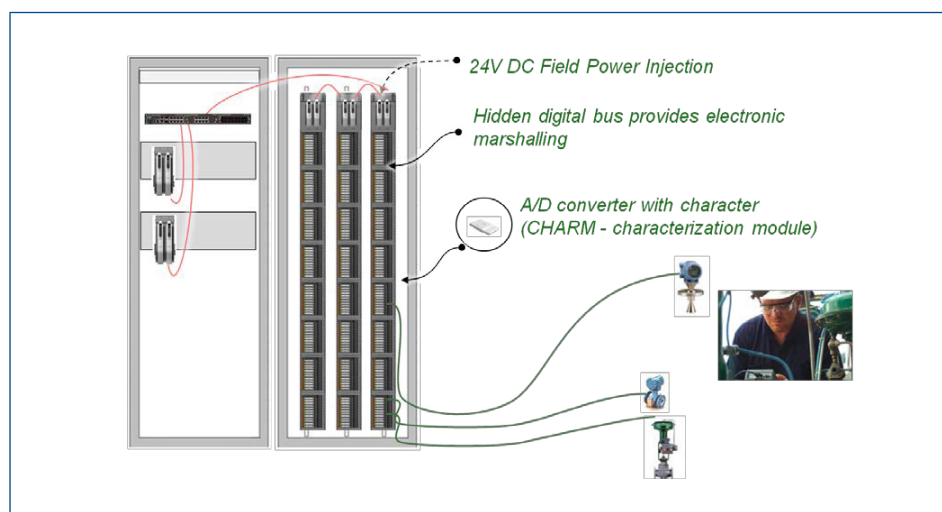 24V DC Field Power Injection
Hidden digital bus provides electronic
marshalling
A/D converter with character
(CHARM - characterization module)